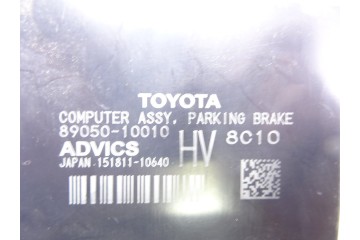 TOYOTA
COMPUTER ASSY, PARKING BRAKE
89050-10010 HV 8C10
ADVICS
JAPAN 151811-10640